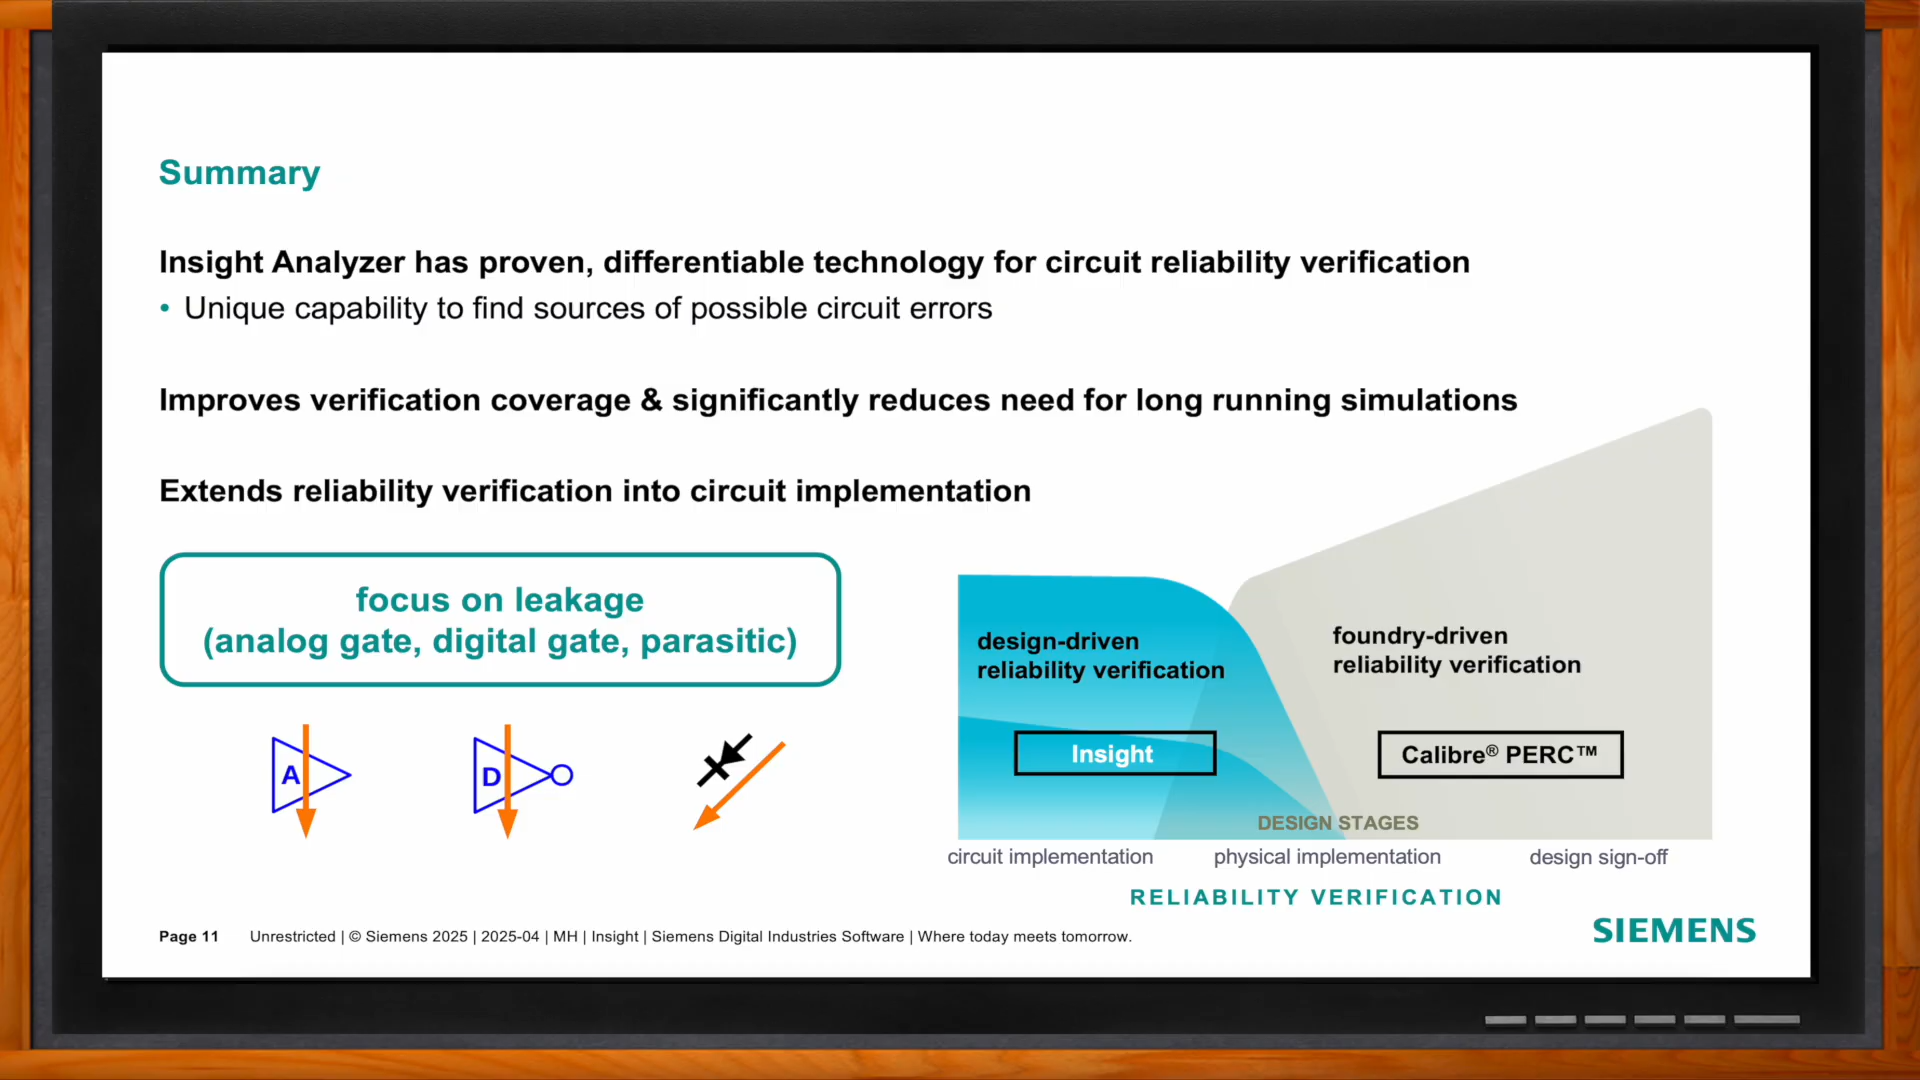 Summary
Insight Analyzer has proven, differentiable technology for circuit reliability verification
• Unique capability to find sources of possible circuit errors
Improves verification coverage & significantly reduces need for long running simulations
Extends reliability verification into circuit implementation
focus on leakage
(analog gate, digital gate, parasitic)
A
D
design-driven
reliability verification
foundry-driven
reliability verification
Insight
Calibre® PERC™
DESIGN STAGES
circuit implementation
physical implementation
design sign-off
RELIABILITY VERIFICATION
Page 11
Unrestricted | © Siemens 2025 | 2025-04 | MH | Insight | Siemens Digital Industries Software | Where today meets tomorrow.
SIEMENS